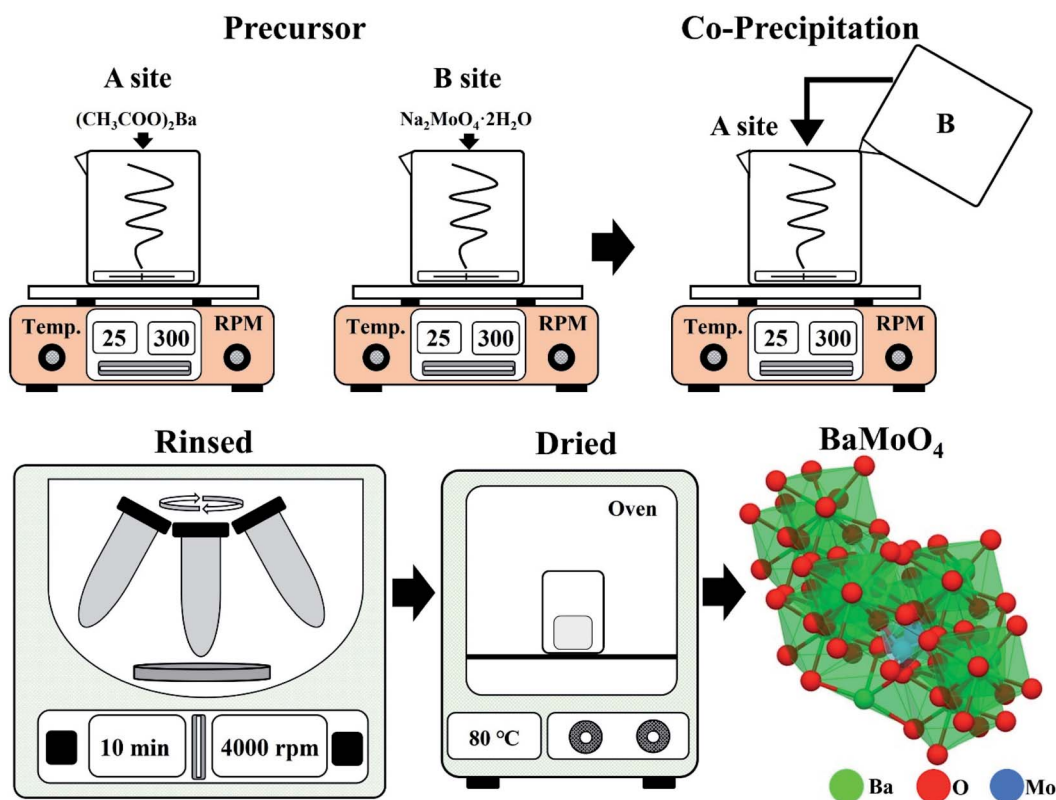 Precursor
Co-Precipitation
A site
(CH₃COO)₂Ba
B site
Na₂MoO₄·2H₂O
A site
B
Temp.
25
300
RPM
Temp.
25
300
RPM
Temp.
25
300
RPM
Rinsed
10 min
4000 rpm
Dried
Oven
80 °C
BaMoO₄
Ba
O
Mo